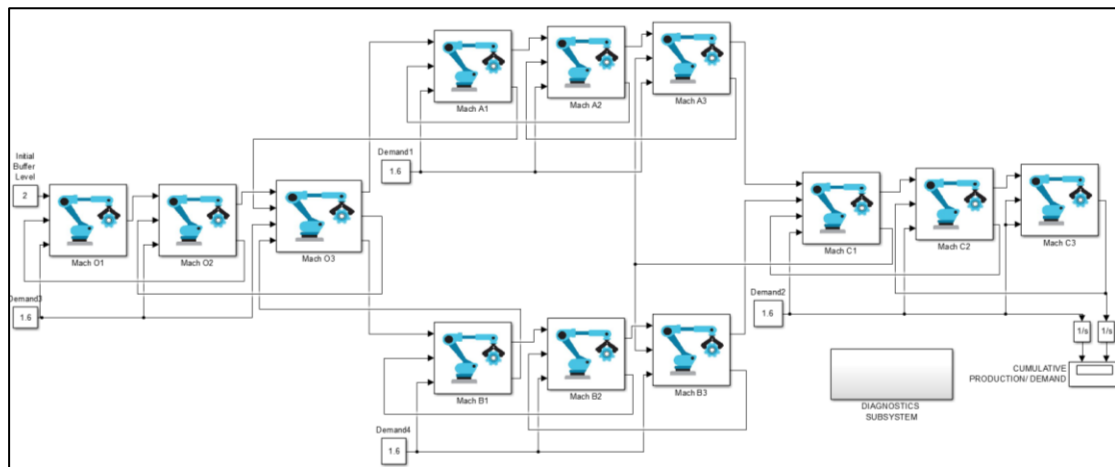 Mach A1
Mach A2
Mach A3
Demand1
1.6
Initial
Buffer
Level
2
Mach O1
Mach O2
Mach O3
Mach C1
Mach C2
Mach C3
Demand3
1.6
Demand2
1.6
1/s
1/s
Mach B1
Mach B2
Mach B3
CUMULATIVE
PRODUCTION/ DEMAND
DIAGNOSTICS
SUBSYSTEM
Demand4
1.6